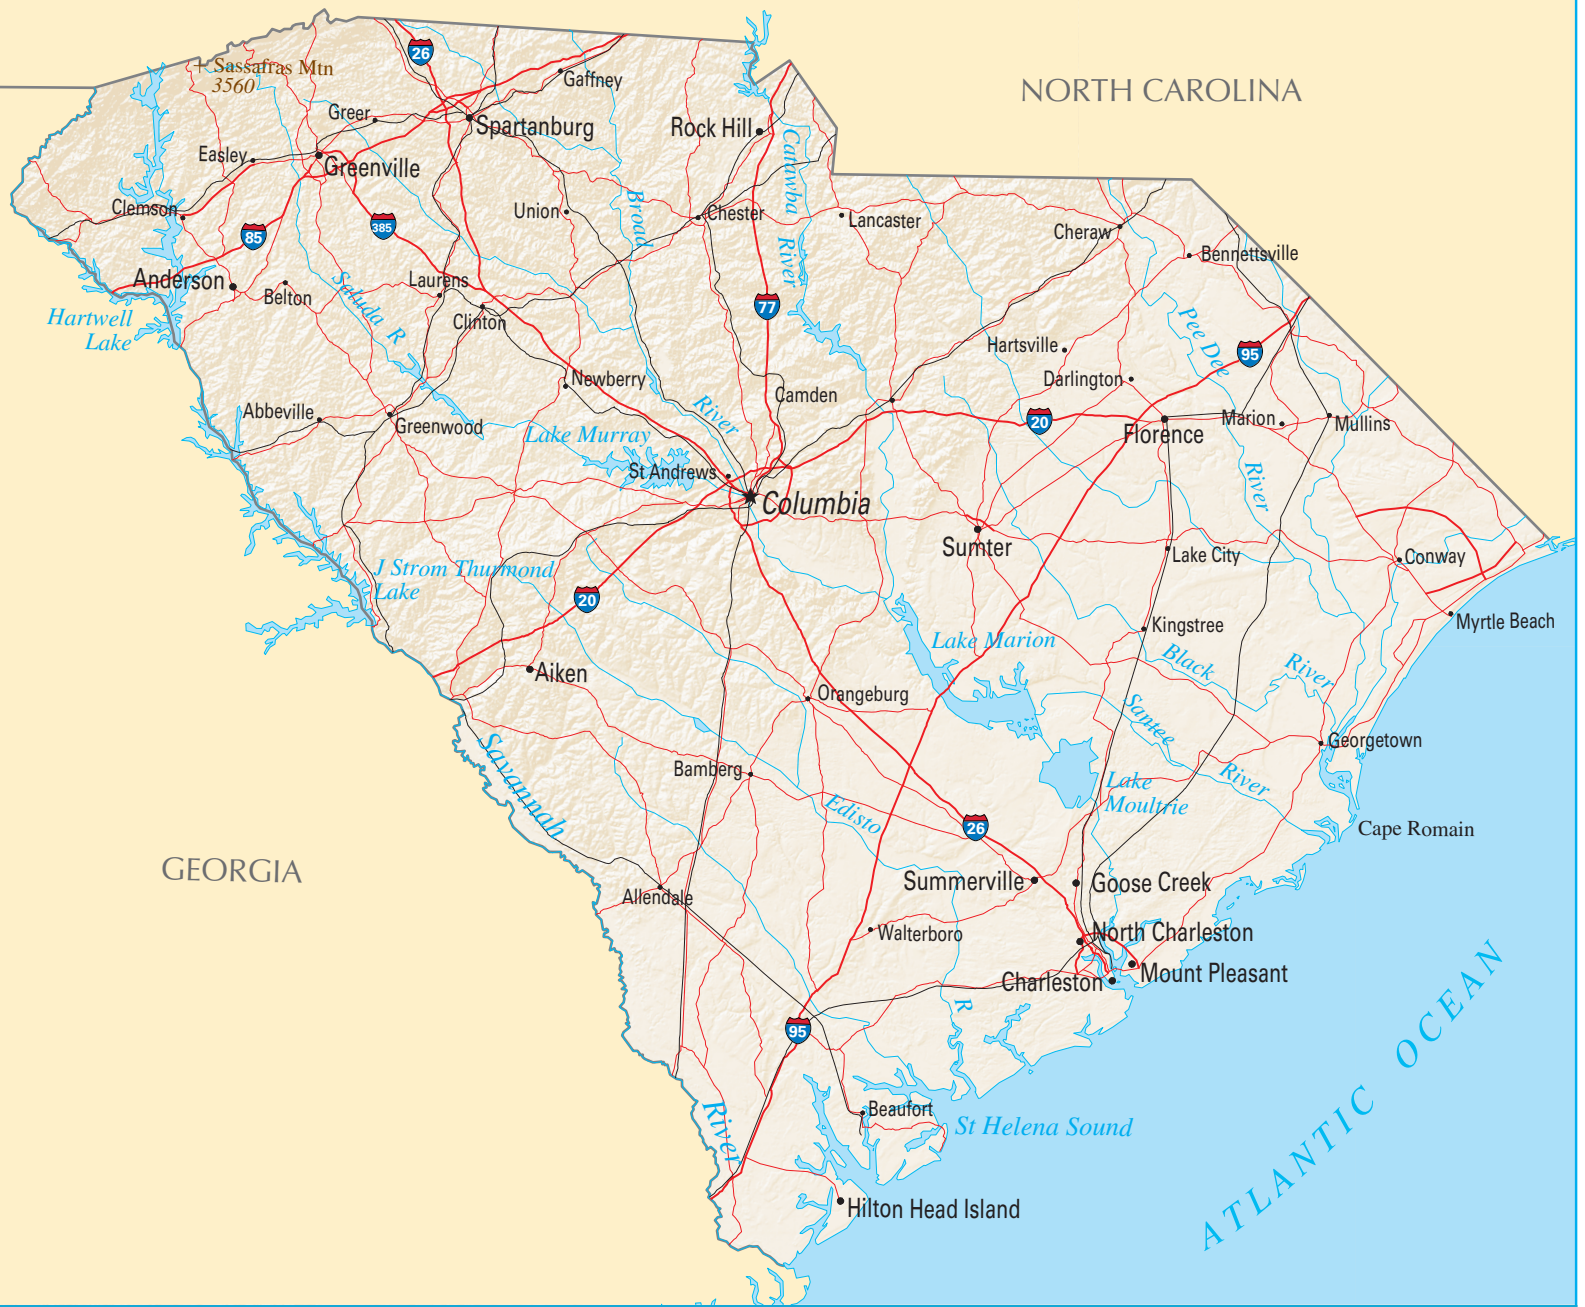 26
Sassafras Mtn
3560
Gaffney
NORTH CAROLINA
Greer
Spartanburg
Rock Hill
Easley
Greenville
Catawba
River
Clemson
Union
Broad
River
Chester
Lancaster
85
385
Cheraw
Bennettsville
Anderson
Belton
Laurens
Saluda R
Clinton
77
Hartwell
Lake
Pee Dee
River
Hartsville
95
Newberry
Darlington
Camden
Abbeville
Greenwood
20
Florence
Marion
Mullins
Lake Murray
St Andrews
Columbia
Sumter
Lake City
Conway
J Strom Thurmond
Lake
20
Kingstree
Myrtle Beach
Lake Marion
Black
River
Aiken
Orangeburg
Santee
River
Georgetown
Savannah
River
Bamberg
Lake
Moultrie
Edisto
R
26
Cape Romain
GEORGIA
Summerville
Goose Creek
Allendale
Walterboro
North Charleston
Charleston
Mount Pleasant
95
Beaufort
St Helena Sound
Hilton Head Island
ATLANTIC OCEAN